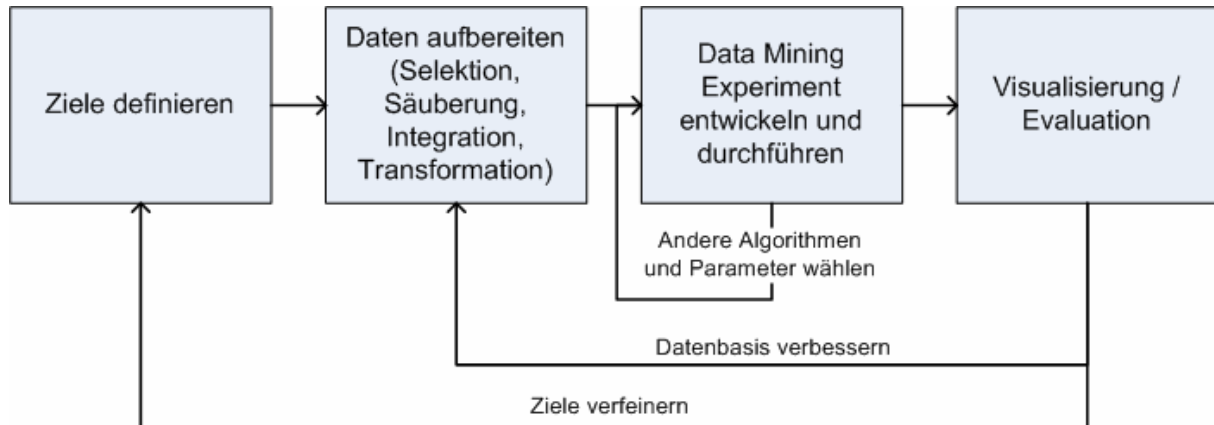 Ziele definieren
Daten aufbereiten
(Selektion,
Säuberung,
Integration,
Transformation)
Data Mining
Experiment
entwickeln und
durchführen
Visualisierung /
Evaluation
Andere Algorithmen
und Parameter wählen
Datenbasis verbessern
Ziele verfeinern